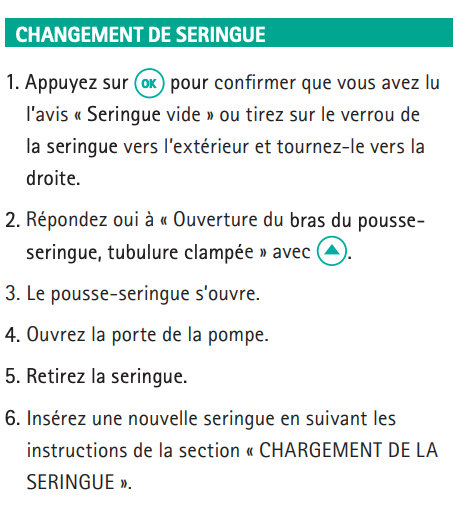 CHANGEMENT DE SERINGUE
1. Appuyez sur OK pour confirmer que vous avez lu
l'avis « Seringue vide » ou tirez sur le verrou de
la seringue vers l'extérieur et tournez-le vers la
droite.
2. Répondez oui à « Ouverture du bras du pousse-
seringue, tubulure clampée » avec ▲.
3. Le pousse-seringue s'ouvre.
4. Ouvrez la porte de la pompe.
5. Retirez la seringue.
6. Insérez une nouvelle seringue en suivant les
instructions de la section « CHARGEMENT DE LA
SERINGUE ».